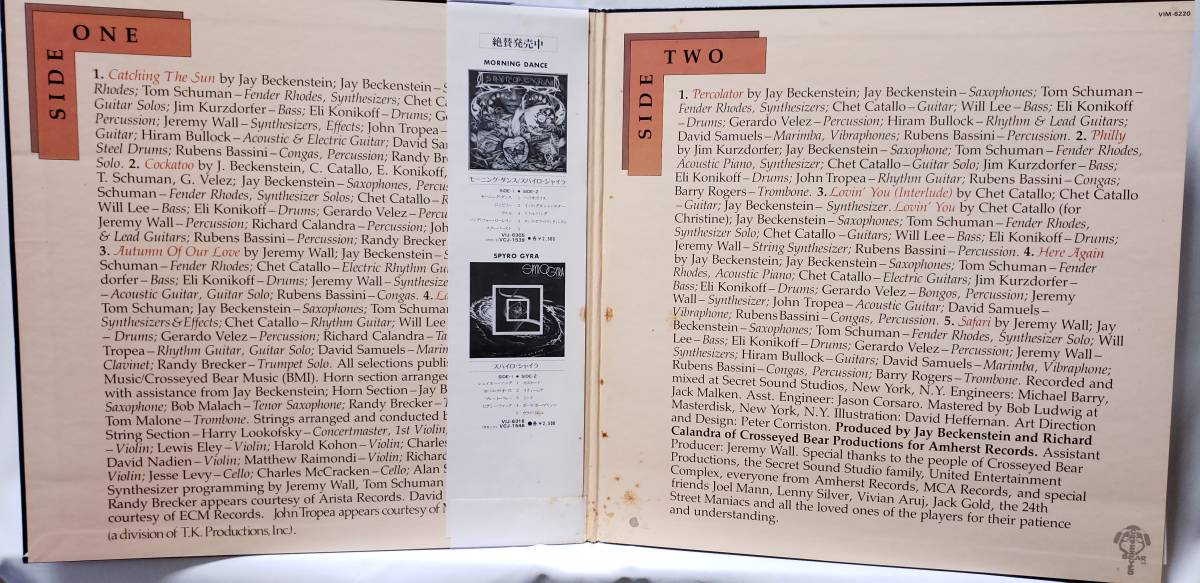 SIDE ONE
1. Catching The Sun by Jay Beckenstein; Jay Beckenstein–
Rhodes; Tom Schuman–Fender Rhodes, Synthesizers; Chet C
Guitar Solos; Jim Kurzdorfer–Bass; Eli Konikoff–Drums; G
Percussion; Jeremy Wall–Synthesizers, Effects; John Tropea–
Guitar; Hiram Bullock–Acoustic & Electric Guitar; David Sam
Steel Drums; Rubens Bassini–Congas, Percussion; Randy Br
Solo. 2. Cockatoo by J. Beckenstein, C. Catallo, E. Konikoff,
T. Schuman, G. Velez; Jay Beckenstein–Saxophones, Percus
Schuman–Fender Rhodes, Synthesizer Solos; Chet Catallo–R
Will Lee–Bass; Eli Konikoff–Drums; Gerardo Velez–Percu
Jeremy Wall–Percussion; Richard Calandra–Percussion; Joh
& Lead Guitars; Rubens Bassini–Percussion; Randy Brecker
3. Autumn Of Our Love by Jeremy Wall; Jay Beckenstein–S
Schuman–Fender Rhodes; Chet Catallo–Electric Rhythm Gu
dorfer–Bass; Eli Konikoff–Drums; Jeremy Wall–Synthesize
–Acoustic Guitar, Guitar Solo; Rubens Bassini–Congas. 4. La
Tom Schuman; Jay Beckenstein–Saxophones; Tom Schuman
Synthesizers & Effects; Chet Catallo–Rhythm Guitar; Will Lee
–Drums; Gerardo Velez–Percussion; Richard Calandra–Ta
Tropea–Rhythm Guitar, Guitar Solo; David Samuels–Marim
Clavinet; Randy Brecker–Trumpet Solo. All selections publis
Music/Crosseyed Bear Music (BMI). Horn section arranged
with assistance from Jay Beckenstein; Horn Section–Jay B
Saxophone; Bob Malach–Tenor Saxophone; Randy Brecker–T
Tom Malone–Trombone. Strings arranged and conducted b
String Section–Harry Lookofsky–Concertmaster, 1st Violin
–Violin; Lewis Eley–Violin; Harold Kohon–Violin; Charles
David Nadien–Violin; Matthew Raimondi–Violin; Richard
Violin; Jesse Levy–Cello; Charles McCracken–Cello; Alan S
Synthesizer programming by Jeremy Wall, Tom Schuman
Randy Brecker appears courtesy of Arista Records. David
courtesy of ECM Records. John Tropea appears courtesy of
(a division of T.K. Productions, Inc.).
絶賛発売中
MORNING DANCE
SPYRO GYRA
モーニング・ダンス/スパイロ・ジャイラ
SIDE・1 ● SIDE・2
VIJ-6305
VCJ-1535 ● ¥2,500
SPYRO GYRA
SPYRO GYRA
スパイロ・ジャイラ
SIDE・1 ● SIDE・2
VIJ-6318
VCJ-1546 ● ¥2,500
VIM-6220
SIDE TWO
1. Percolator by Jay Beckenstein; Jay Beckenstein–Saxophones; Tom Schuman–
Fender Rhodes, Synthesizers; Chet Catallo–Guitar; Will Lee–Bass; Eli Konikoff
–Drums; Gerardo Velez–Percussion; Hiram Bullock–Rhythm & Lead Guitars;
David Samuels–Marimba, Vibraphones; Rubens Bassini–Percussion. 2. Philly
by Jim Kurzdorfer; Jay Beckenstein–Saxophone; Tom Schuman–Fender Rhodes,
Acoustic Piano, Synthesizer; Chet Catallo–Guitar Solo; Jim Kurzdorfer–Bass;
Eli Konikoff–Drums; John Tropea–Rhythm Guitar; Rubens Bassini–Congas;
Barry Rogers–Trombone. 3. Lovin' You (Interlude) by Chet Catallo; Chet Catallo
–Guitar; Jay Beckenstein–Synthesizer. Lovin' You by Chet Catallo (for
Christine); Jay Beckenstein–Saxophones; Tom Schuman–Fender Rhodes,
Synthesizer Solo; Chet Catallo–Guitars; Will Lee–Bass; Eli Konikoff–Drums;
Jeremy Wall–String Synthesizer; Rubens Bassini–Percussion. 4. Here Again
by Jay Beckenstein; Jay Beckenstein–Saxophones; Tom Schuman–Fender
Rhodes, Acoustic Piano; Chet Catallo–Electric Guitars; Jim Kurzdorfer–
Bass; Eli Konikoff–Drums; Gerardo Velez–Bongos, Percussion; Jeremy
Wall–Synthesizer; John Tropea–Acoustic Guitar; David Samuels–
Vibraphone; Rubens Bassini–Congas, Percussion. 5. Safari by Jeremy Wall; Jay
Beckenstein–Saxophones; Tom Schuman–Fender Rhodes, Synthesizer Solo; Will
Lee–Bass; Eli Konikoff–Drums; Gerardo Velez–Percussion; Jeremy Wall–
Synthesizers; Hiram Bullock–Guitars; David Samuels–Marimba, Vibraphone;
Rubens Bassini–Congas, Percussion; Barry Rogers–Trombone. Recorded and
mixed at Secret Sound Studios, New York, N.Y. Engineers: Michael Barry,
Jack Malken. Asst. Engineer: Jason Corsaro. Mastered by Bob Ludwig at
Masterdisk, New York, N.Y. Illustration: David Heffernan. Art Direction
and Design: Peter Corriston. Produced by Jay Beckenstein and Richard
Calandra of Crosseyed Bear Productions for Amherst Records. Assistant
Producer: Jeremy Wall. Special thanks to the people of Crosseyed Bear
Productions, the Secret Sound Studio family, United Entertainment
Complex, everyone from Amherst Records, MCA Records, and special
friends Joel Mann, Lenny Silver, Vivian Aruj, Jack Gold, the 24th
Street Maniacs and all the loved ones of the players for their patience
and understanding.